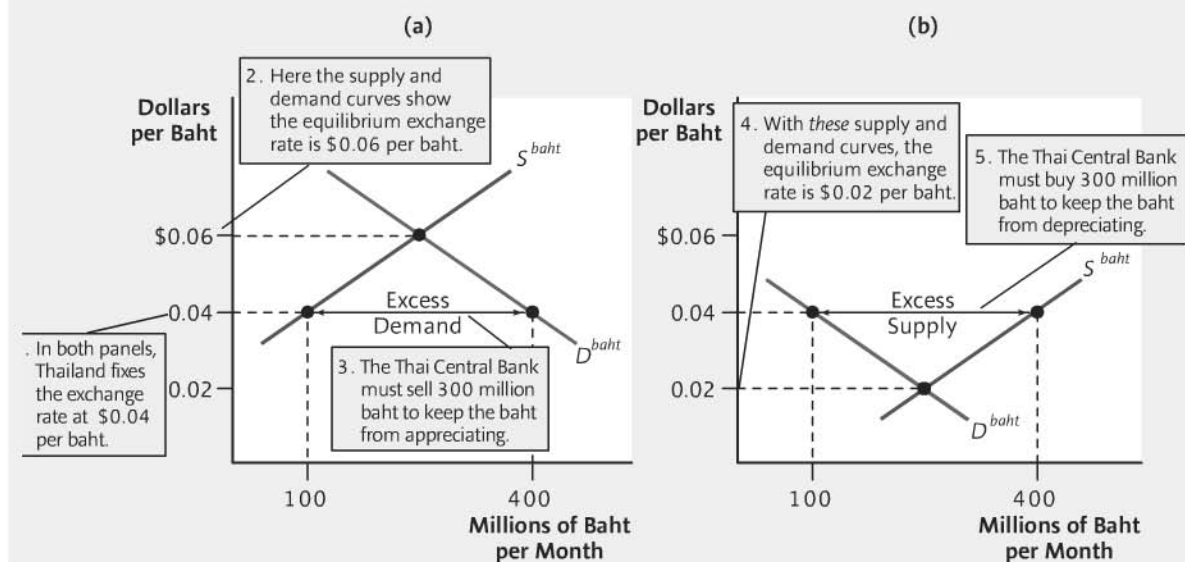 (a)
Dollars
per Baht
2. Here the supply and
demand curves show
the equilibrium exchange
rate is $0.06 per baht.
S baht
$0.06
0.04
0.02
Excess
Demand
D baht
. In both panels,
Thailand fixes
the exchange
rate at $0.04
per baht.
3. The Thai Central Bank
must sell 300 million
baht to keep the baht
from appreciating.
100
400
Millions of Baht
per Month
(b)
Dollars
per Baht
4. With these supply and
demand curves, the
equilibrium exchange
rate is $0.02 per baht.
5. The Thai Central Bank
must buy 300 million
baht to keep the baht
from depreciating.
S baht
$0.06
0.04
0.02
Excess
Supply
D baht
100
400
Millions of Baht
per Month